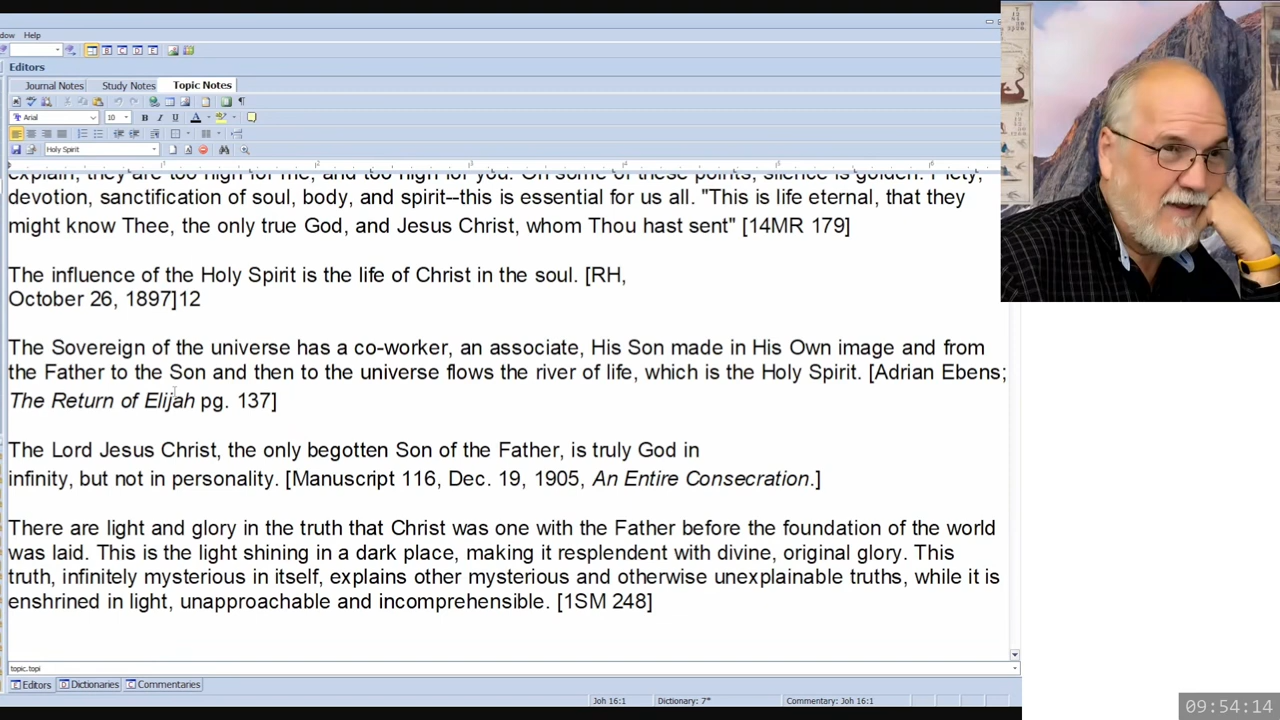 Help
Editors
Journal Notes Study Notes Topic Notes
Arial 10 B I U
Holy Spirit
explain, they are too high for me, and too high for you. On some of these points, silence is golden. Piety,
devotion, sanctification of soul, body, and spirit--this is essential for us all. "This is life eternal, that they
might know Thee, the only true God, and Jesus Christ, whom Thou hast sent" [14MR 179]
The influence of the Holy Spirit is the life of Christ in the soul. [RH,
October 26, 1897]12
The Sovereign of the universe has a co-worker, an associate, His Son made in His Own image and from
the Father to the Son and then to the universe flows the river of life, which is the Holy Spirit. [Adrian Ebens;
The Return of Elijah pg. 137]
The Lord Jesus Christ, the only begotten Son of the Father, is truly God in
infinity, but not in personality. [Manuscript 116, Dec. 19, 1905, An Entire Consecration.]
There are light and glory in the truth that Christ was one with the Father before the foundation of the world
was laid. This is the light shining in a dark place, making it resplendent with divine, original glory. This
truth, infinitely mysterious in itself, explains other mysterious and otherwise unexplainable truths, while it is
enshrined in light, unapproachable and incomprehensible. [1SM 248]
topic.topi
Editors Dictionaries Commentaries
Joh 16:1 Dictionary: 7* Commentary: Joh 16:1
09:54:14